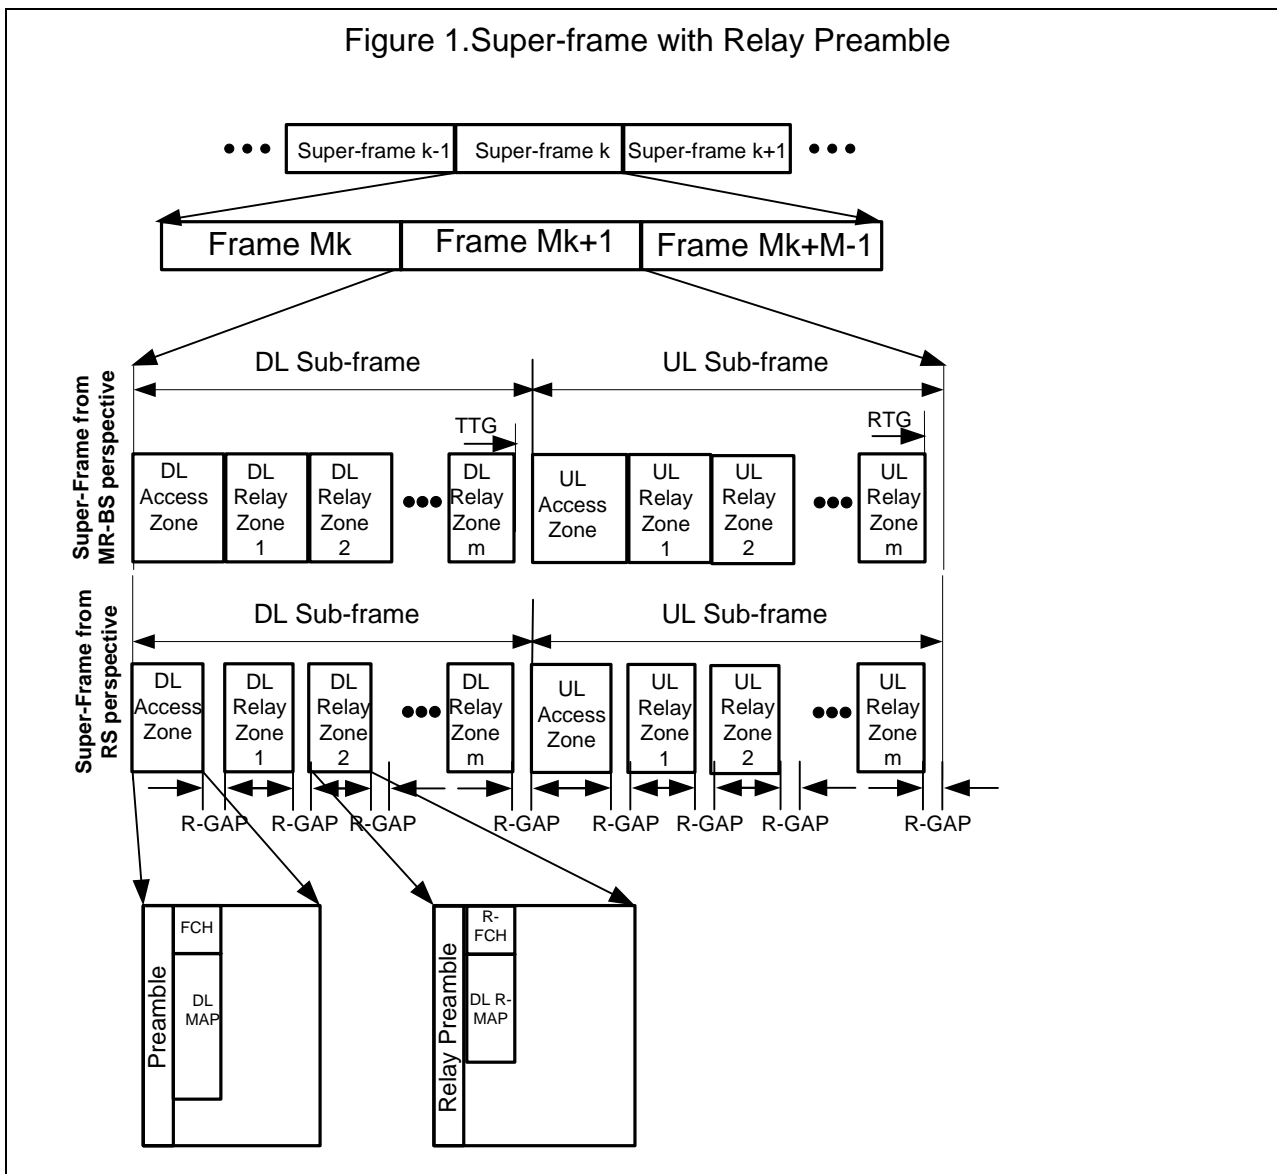 Figure 1.Super-frame with Relay Preamble
Super-frame k-1
Super-frame k
Super-frame k+1
Frame Mk
Frame Mk+1
Frame Mk+M-1
DL Sub-frame
UL Sub-frame
Super-Frame from
MR-BS perspective
TTG
RTG
DL
Access
Zone
DL
Relay
Zone
1
DL
Relay
Zone
2
DL
Relay
Zone
m
UL
Access
Zone
UL
Relay
Zone
1
UL
Relay
Zone
2
UL
Relay
Zone
m
DL Sub-frame
UL Sub-frame
Super-Frame from
RS perspective
DL
Access
Zone
DL
Relay
Zone
1
DL
Relay
Zone
2
DL
Relay
Zone
m
UL
Access
Zone
UL
Relay
Zone
1
UL
Relay
Zone
2
UL
Relay
Zone
m
R-GAP
R-GAP
R-GAP
R-GAP
R-GAP
R-GAP
R-GAP
R-GAP
Preamble
FCH
DL
MAP
Relay Preamble
R-
FCH
DL R-
MAP